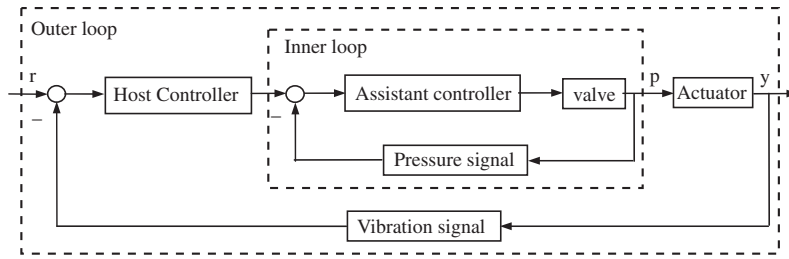 Outer loop
Inner loop
r
Host Controller
Assistant controller
valve
p
Actuator
y
−
−
Pressure signal
Vibration signal